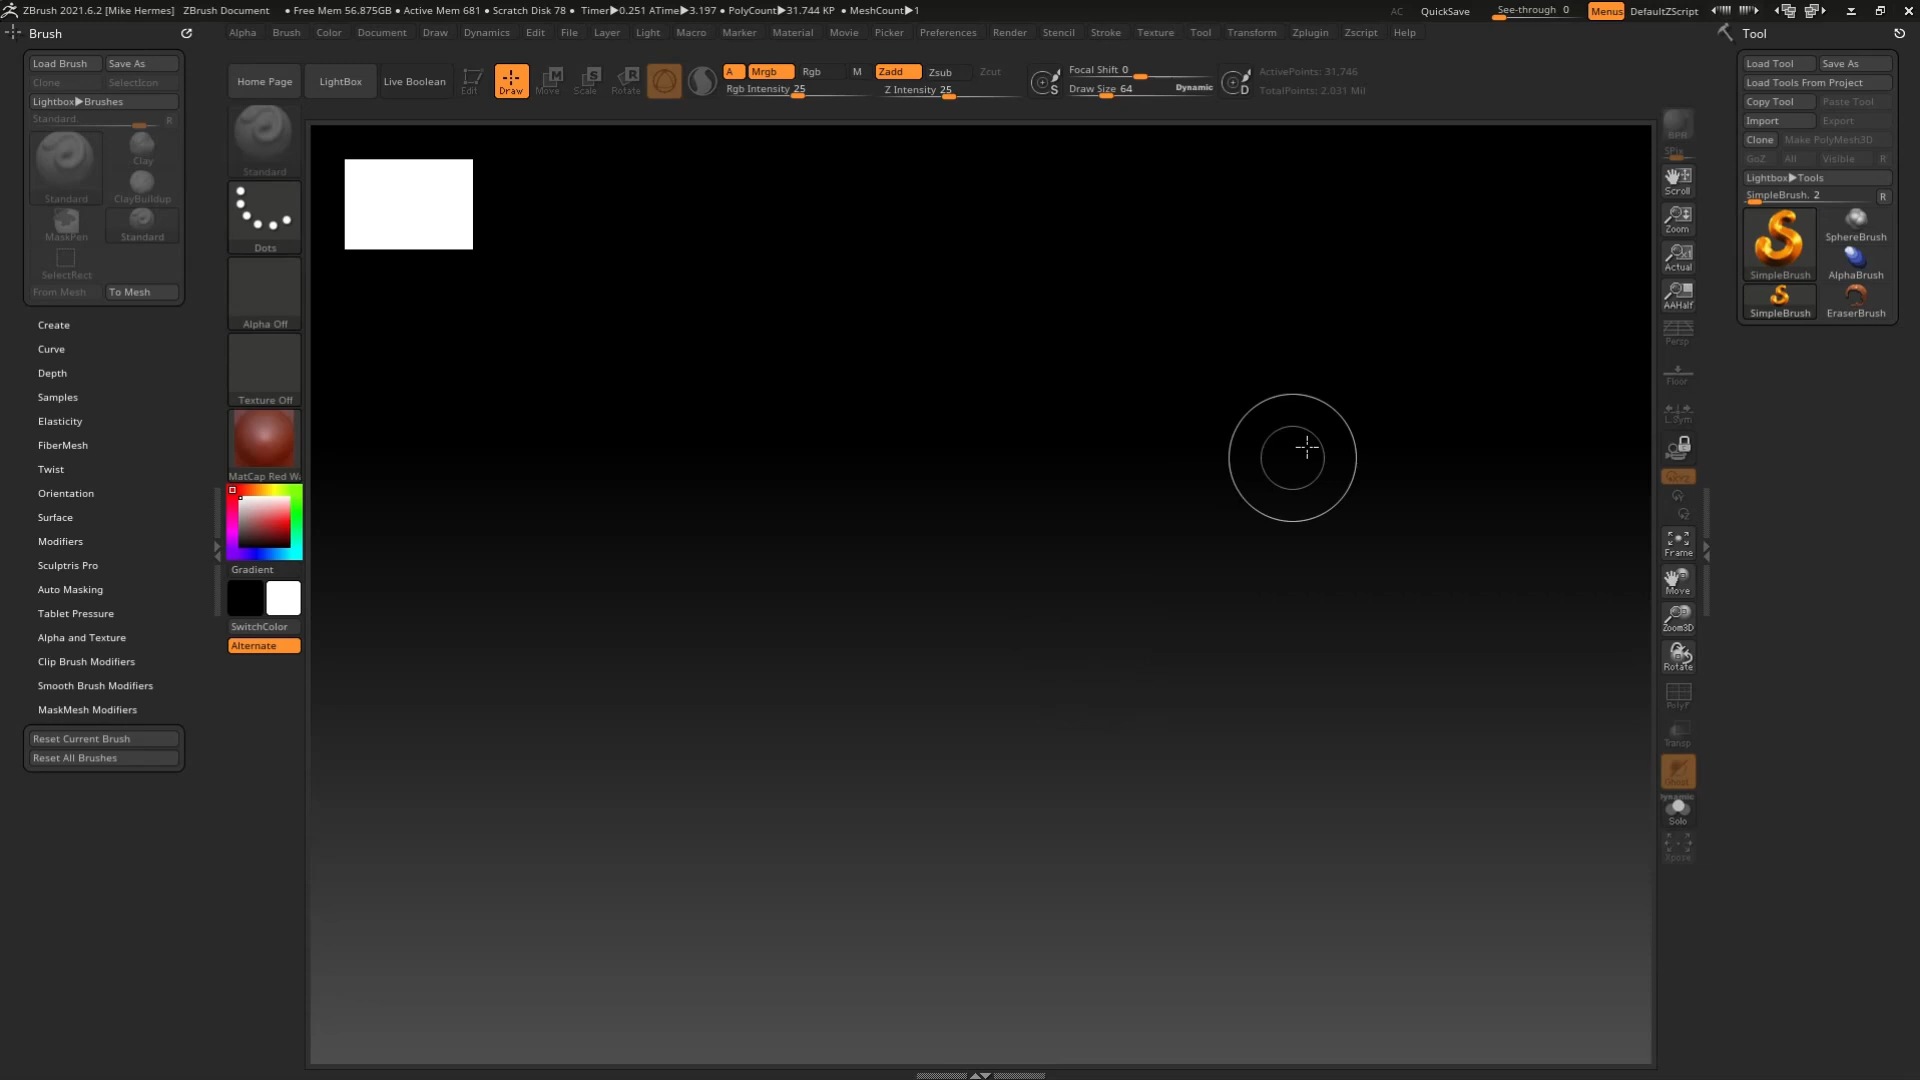 ZBrush 2021.6.2 [Mike Hermes] ZBrush Document ● Free Mem 56.875GB ● Active Mem 681 ● Scratch Disk 78 ● Timer▶0.251 ATime▶3.197 ● PolyCount▶31.744 KP ● MeshCount▶1 AC QuickSave See-through 0 Menus DefaultZScript
Brush
Alpha Brush Color Document Draw Dynamics Edit File Layer Light Macro Marker Material Movie Picker Preferences Render Stencil Stroke Texture Tool Transform Zplugin Zscript Help
Tool
Load Brush Save As
Clone SelectIcon
Lightbox▶Brushes
Standard. R
Standard
Clay
ClayBuildup
MaskPen
Standard
SelectRect
From Mesh To Mesh
Create
Curve
Depth
Samples
Elasticity
FiberMesh
Twist
Orientation
Surface
Modifiers
Sculptris Pro
Auto Masking
Tablet Pressure
Alpha and Texture
Clip Brush Modifiers
Smooth Brush Modifiers
MaskMesh Modifiers
Reset Current Brush
Reset All Brushes
Home Page LightBox Live Boolean Edit Draw Move Scale Rotate
A Mrgb Rgb M Zadd Zsub Zcut
Rgb Intensity 25 Z Intensity 25
S
Focal Shift 0
Draw Size 64 Dynamic
D
ActivePoints: 31,746
TotalPoints: 2.031 Mil
Standard
Dots
Alpha Off
Texture Off
MatCap Red W
Gradient
SwitchColor
Alternate
BPR
SPix
Scroll
Zoom
Actual
AAHalf
Persp
Floor
L.Sym
Frame
Move
Zoom3D
Rotate
PolyF
Transp
Ghost
Dynamic
Solo
Xpose
Load Tool Save As
Load Tools From Project
Copy Tool Paste Tool
Import Export
Clone Make PolyMesh3D
GoZ All Visible R
Lightbox▶Tools
SimpleBrush. 2 R
SimpleBrush
SphereBrush
AlphaBrush
SimpleBrush
EraserBrush